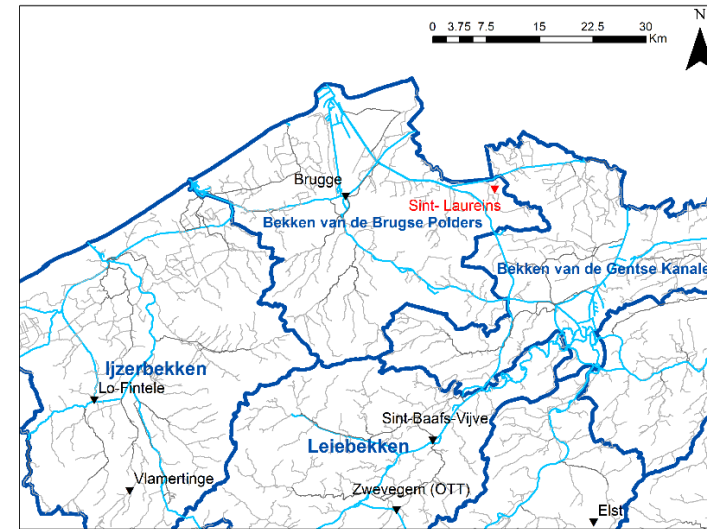 N
0 3.75 7.5 15 22.5 30
Km
Brugge
Sint- Laureins
Bekken van de Brugse Polders
Bekken van de Gentse Kanale
Ijzerbekken
Lo-Fintele
Sint-Baafs-Vijve
Leiebekken
Vlamertinge
Zwevegem (OTT)
Elst